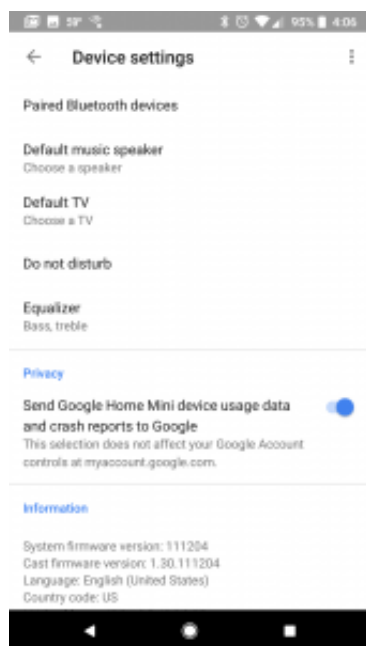 59° 95% 4:06
Device settings
Paired Bluetooth devices
Default music speaker
Choose a speaker
Default TV
Choose a TV
Do not disturb
Equalizer
Bass, treble
Privacy
Send Google Home Mini device usage data
and crash reports to Google
This selection does not affect your Google Account
controls at myaccount.google.com.
Information
System firmware version: 111204
Cast firmware version: 1.30.111204
Language: English (United States)
Country code: US